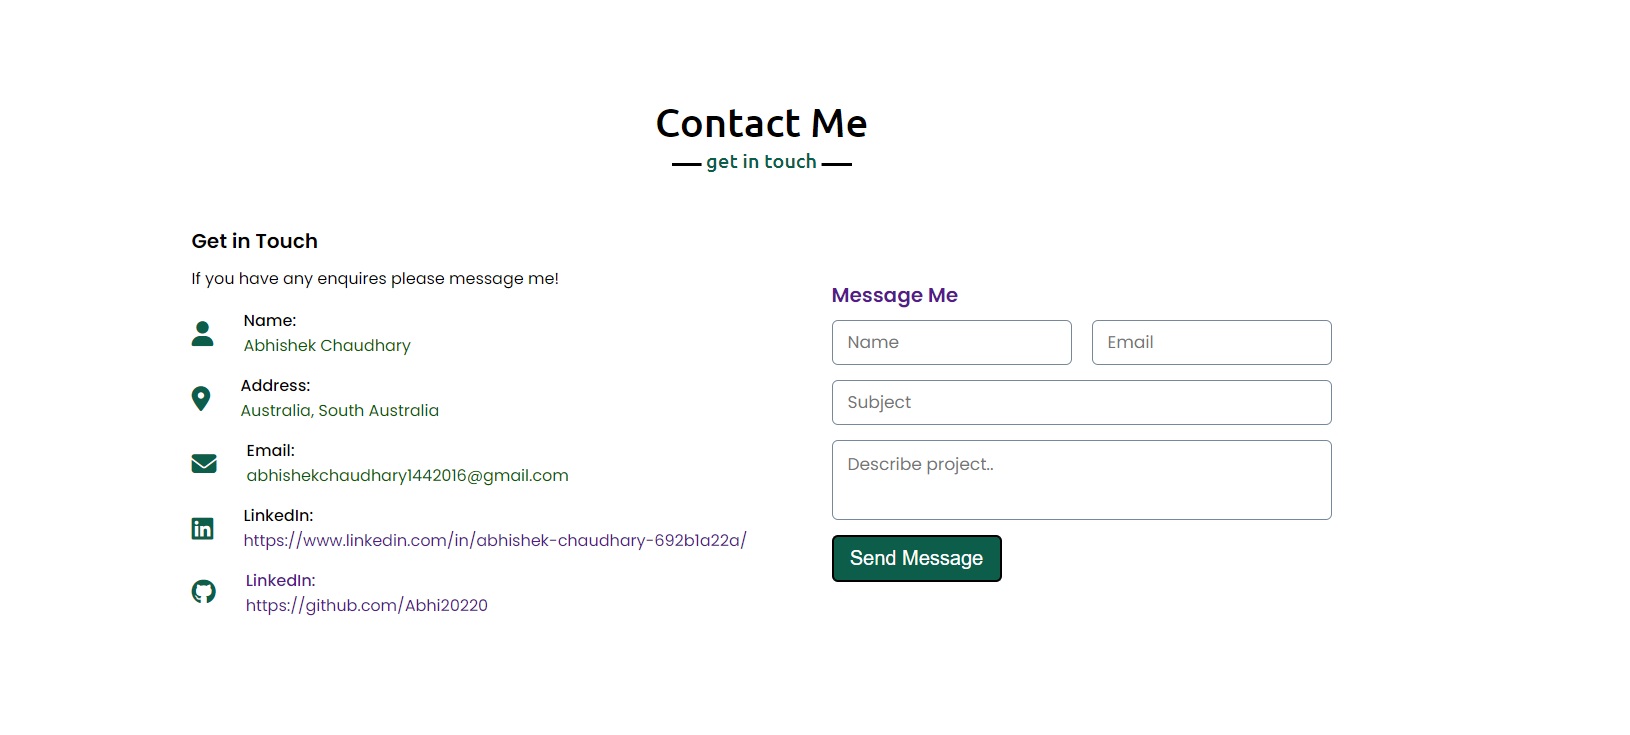 Contact Me
get in touch
Get in Touch
If you have any enquires please message me!
Name:
Abhishek Chaudhary
Address:
Australia, South Australia
Email:
abhishekchaudhary1442016@gmail.com
LinkedIn:
https://www.linkedin.com/in/abhishek-chaudhary-692b1a22a/
LinkedIn:
https://github.com/Abhi20220
Message Me
Name
Email
Subject
Describe project..
Send Message